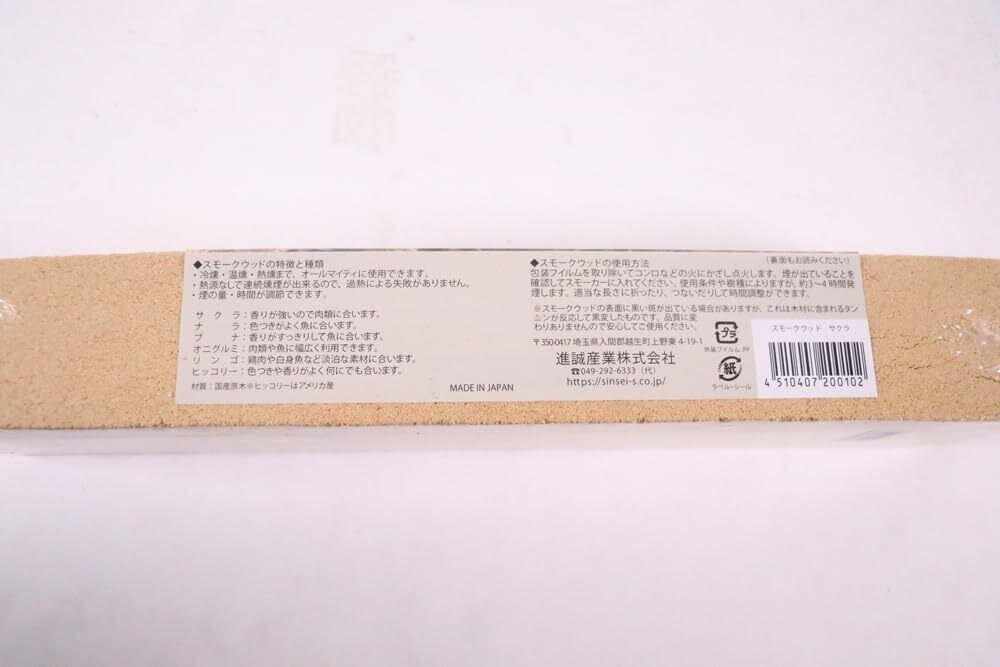 ◆スモークウッドの特徴と種類
・冷燻・温燻・熱燻まで、オールマイティに使用できます。
・熱源なしで連続燻煙が出来るので、過熱による失敗がありません。
・煙の量・時間が調節できます。
サクラ：香りが強いので肉類に合います。
ナラ：色つきがよく魚に合います。
ブナ：香りがすっきりして魚に合います。
オニグルミ：肉類や魚に幅広く利用できます。
リンゴ：鶏肉や白身魚など淡泊な素材に合います。
ヒッコリー：色つきや香りがよく何にでも合います。
材質：国産原木※ヒッコリーはアメリカ産
MADE IN JAPAN
◆スモークウッドの使用方法
（裏面もお読みください）
包装フイルムを取り除いてコンロなどの火にかざし点火します。煙が出ていることを
確認してスモーカーに入れてください、使用条件や樹種によりますが、約3〜4時間発
煙します。適当な長さに折ったり、つないだりして時間調整ができます。
※スモークウッドの表面に黒い斑が出ている場合がありますが、これは木材に含まれるタン
ニンが反応して黒変したものです、品質に変
わりありませんので安心してご使用ください。
〒350-0417 埼玉県入間郡越生町上野東 4-19-1
進誠産業株式会社
☎049-292-6333（代）
https://sinsei-s.co.jp/
プラ
外装フイルム:PP
紙
ラベル・シール
スモークウッド サクラ
4 510407 200102